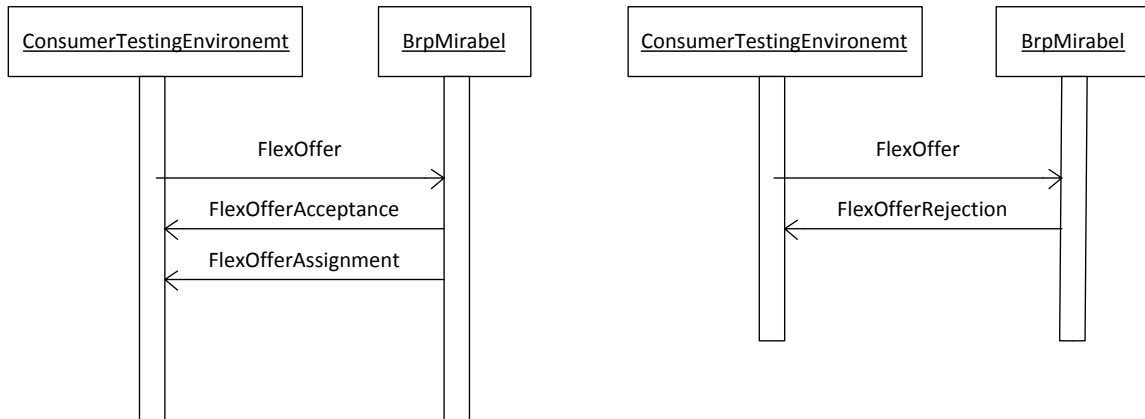 ConsumerTestingEnvironemt
BrpMirabel
FlexOffer
FlexOfferAcceptance
FlexOfferAssignment
ConsumerTestingEnvironemt
BrpMirabel
FlexOffer
FlexOfferRejection